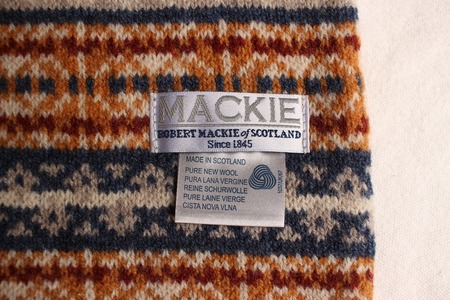 MACKIE
ROBERT MACKIE of SCOTLAND
Since 1845
MADE IN SCOTLAND
PURE NEW WOOL
PURA LANA VERGINE
REINE SCHURWOLLE
PURE LAINE VIERGE
CISTA NOVA VLNA